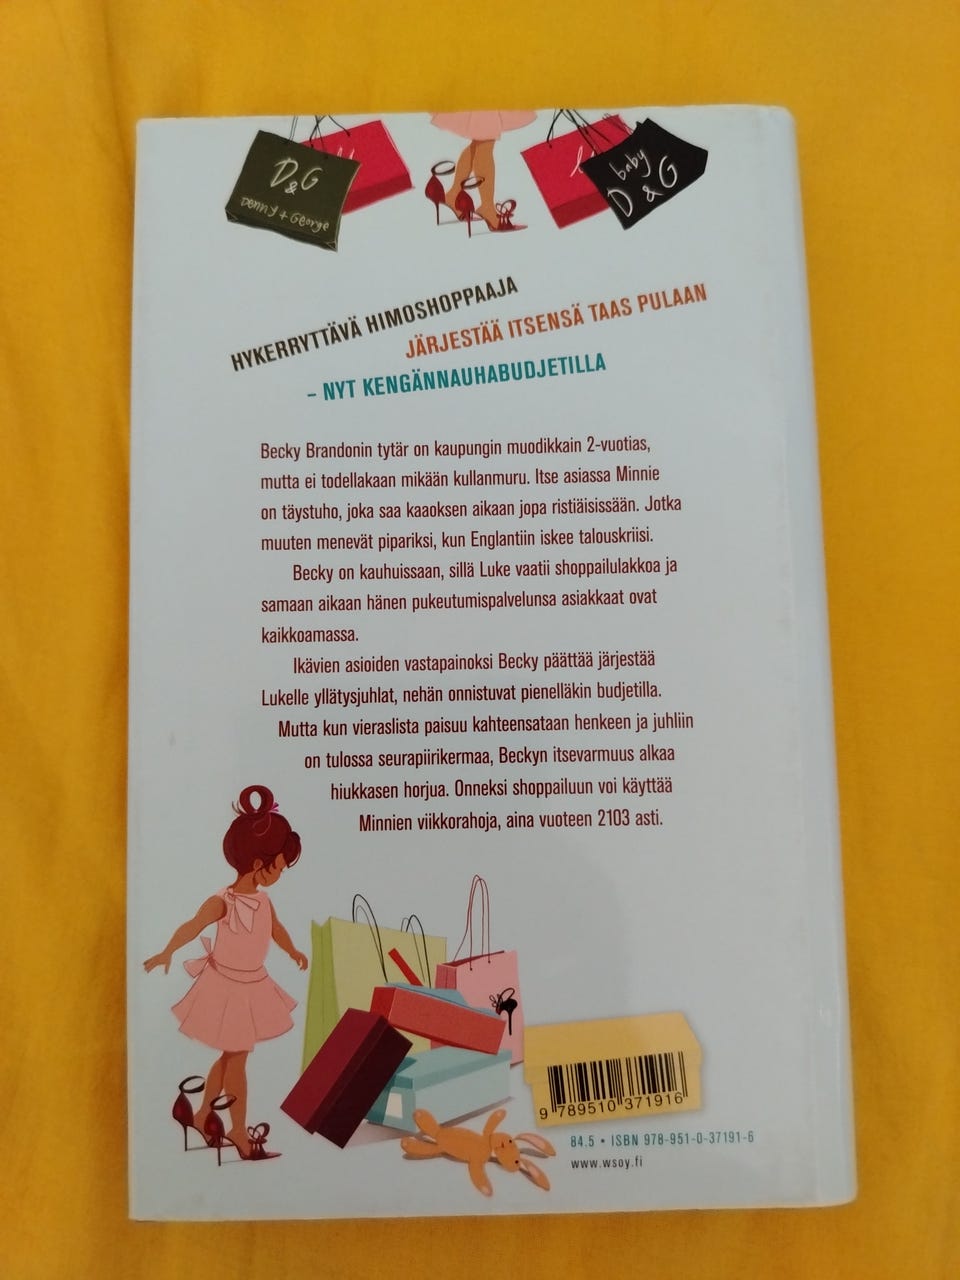 D&G
Denny + George
baby
D&G
HYKERRYTTÄVÄ HIMOSHOPPAAJA
JÄRJESTÄÄ ITSENSÄ TAAS PULAAN
– NYT KENGÄNNAUHABUDJETILLA
Becky Brandonin tytär on kaupungin muodikkain 2-vuotias,
mutta ei todellakaan mikään kullanmuru. Itse asiassa Minnie
on täystuho, joka saa kaaoksen aikaan jopa ristiäisissään. Jotka
muuten menevät pipariksi, kun Englantiin iskee talouskriisi.
Becky on kauhuissaan, sillä Luke vaatii shoppailulakkoa ja
samaan aikaan hänen pukeutumispalvelunsa asiakkaat ovat
kaikkoamassa.
Ikävien asioiden vastapainoksi Becky päättää järjestää
Lukelle yllätysjuhlat, nehän onnistuvat pienelläkin budjetilla.
Mutta kun vieraslista paisuu kahteensataan henkeen ja juhliin
on tulossa seurapiirikermaa, Beckyn itsevarmuus alkaa
hiukkasen horjua. Onneksi shoppailuun voi käyttää
Minnien viikkorahoja, aina vuoteen 2103 asti.
9 789510 371916
84.5 • ISBN 978-951-0-37191-6
www.wsoy.fi